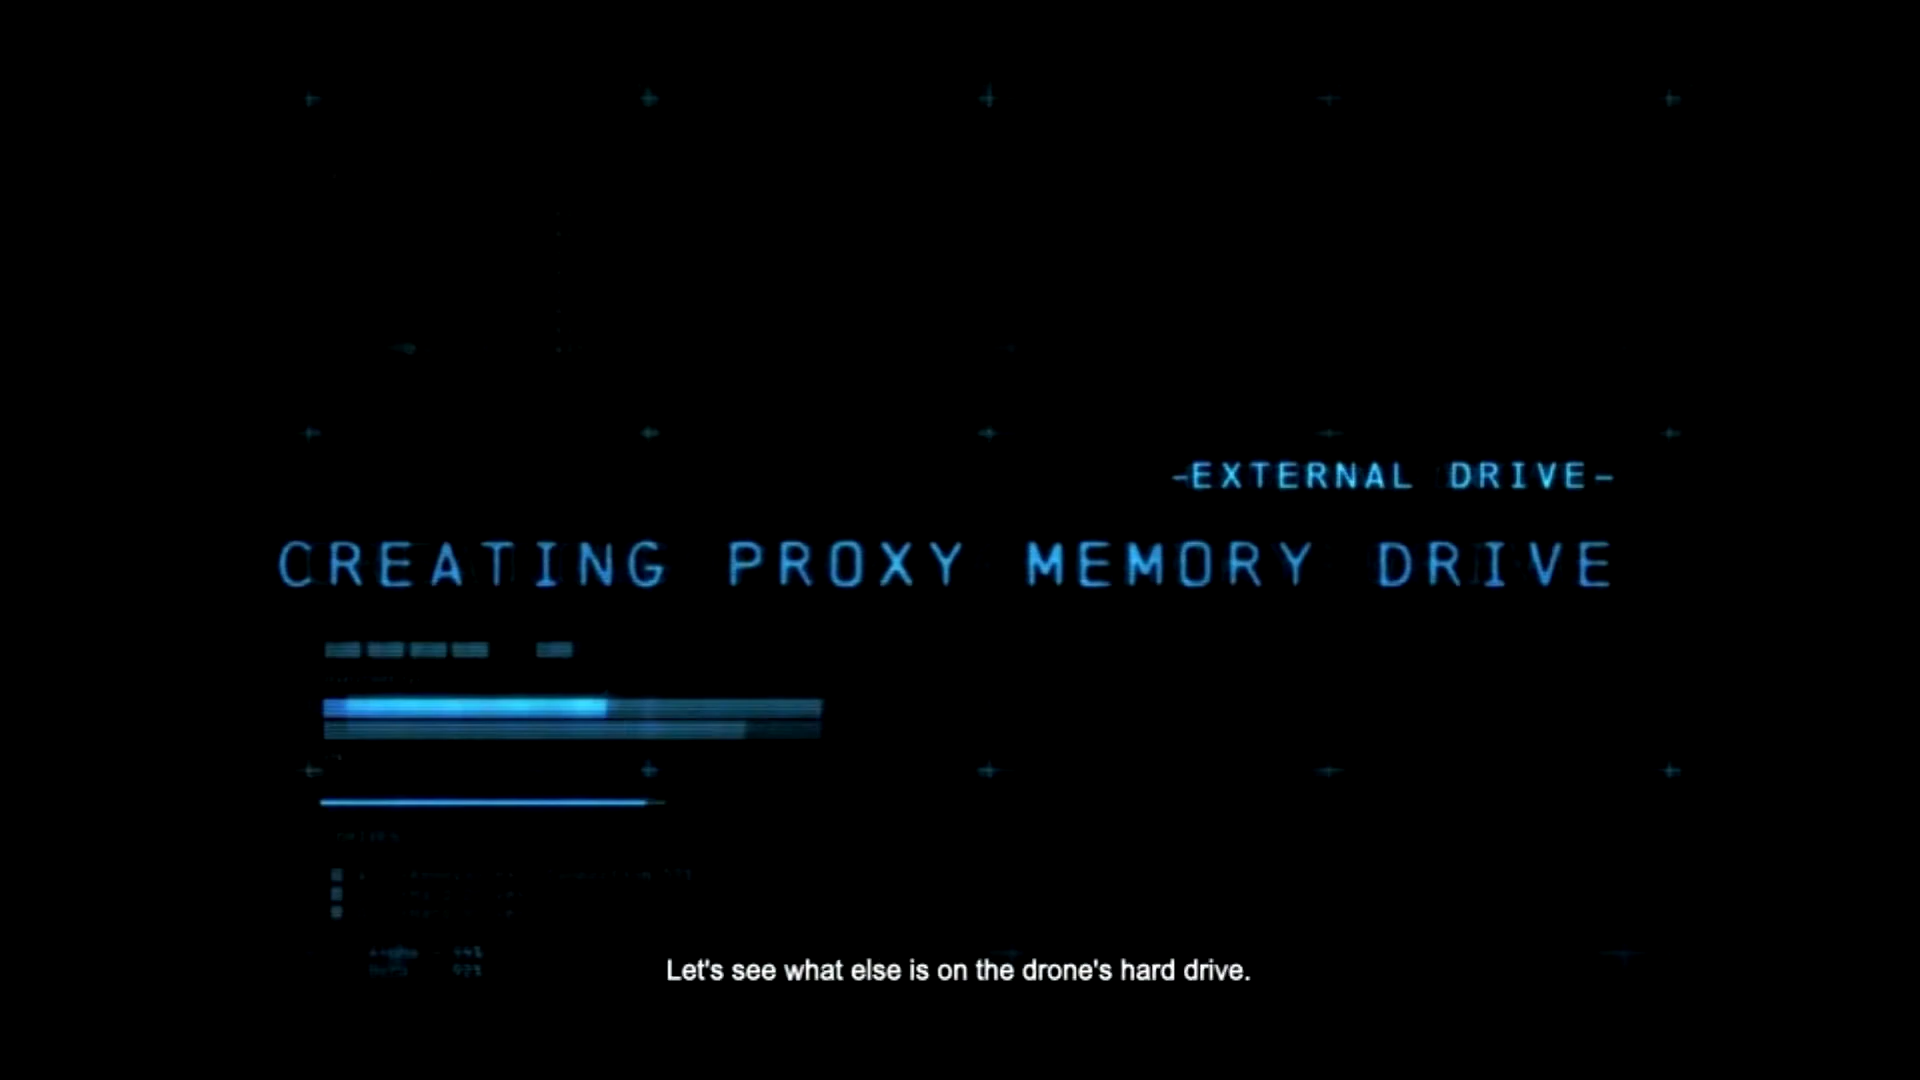 -EXTERNAL DRIVE-
CREATING PROXY MEMORY DRIVE
Let's see what else is on the drone's hard drive.